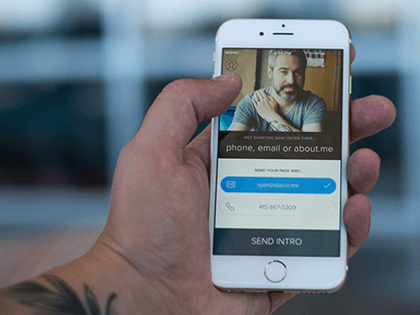 MET SOMEONE NEW? ENTER THEIR
phone, email or about.me
SEND YOUR PAGE AND...
ryan@about.me
415-867-5309
SEND INTRO